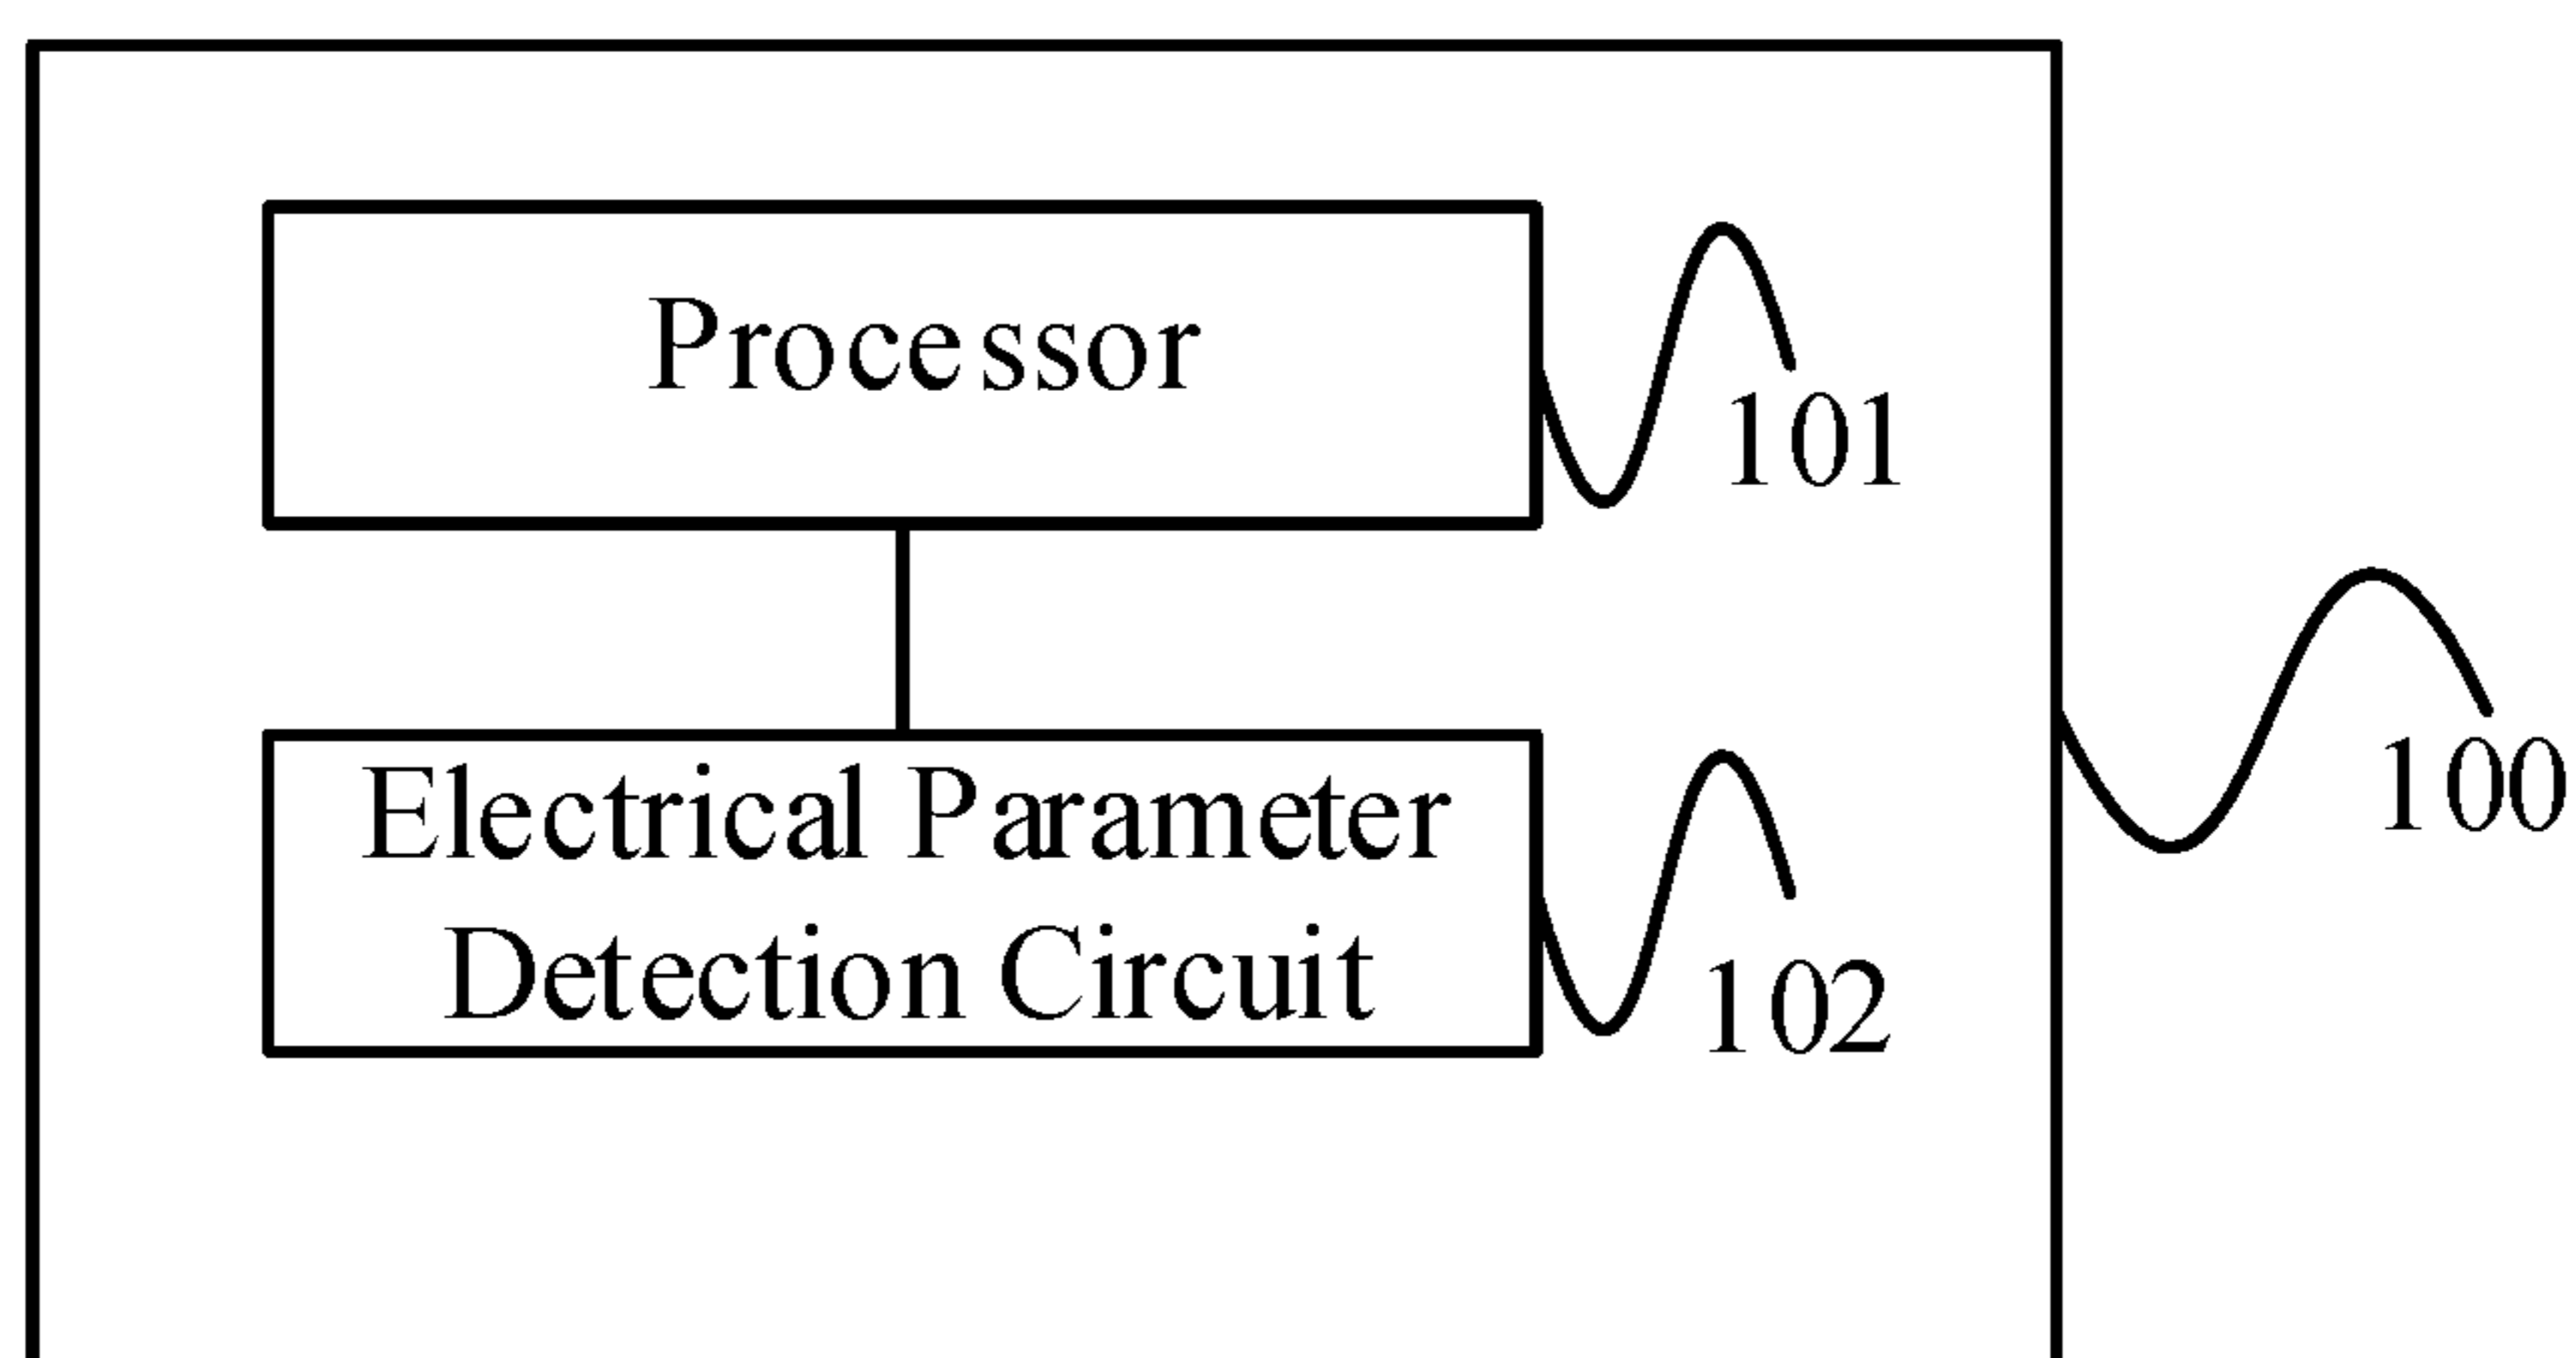 Processor
101
100
Electrical Parameter
Detection Circuit
102